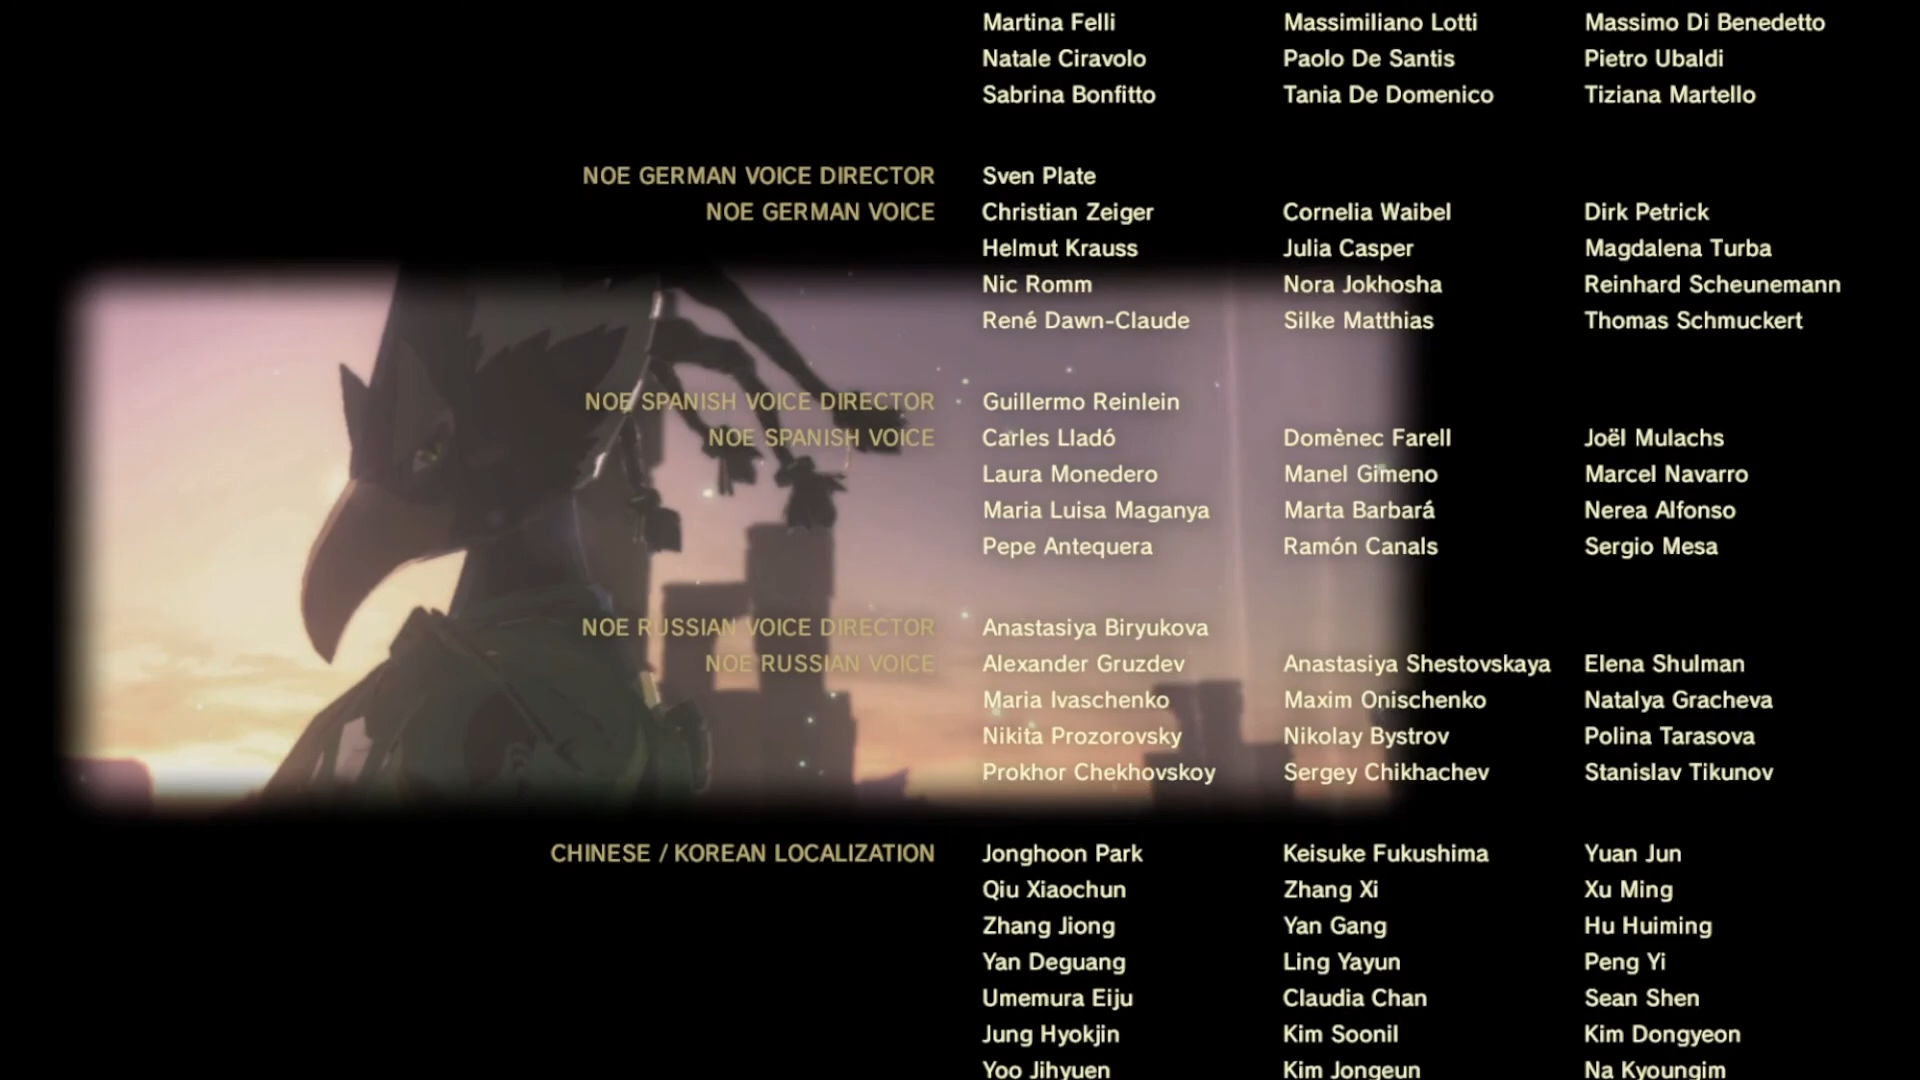 Martina Felli Massimiliano Lotti Massimo Di Benedetto
Natale Ciravolo Paolo De Santis Pietro Ubaldi
Sabrina Bonfitto Tania De Domenico Tiziana Martello
NOE GERMAN VOICE DIRECTOR Sven Plate
NOE GERMAN VOICE Christian Zeiger Cornelia Waibel Dirk Petrick
Helmut Krauss Julia Casper Magdalena Turba
Nic Romm Nora Jokhosha Reinhard Scheunemann
René Dawn-Claude Silke Matthias Thomas Schmuckert
NOE SPANISH VOICE DIRECTOR Guillermo Reinlein
NOE SPANISH VOICE Carles Lladó Domènec Farell Joël Mulachs
Laura Monedero Manel Gimeno Marcel Navarro
Maria Luisa Maganya Marta Barbará Nerea Alfonso
Pepe Antequera Ramón Canals Sergio Mesa
NOE RUSSIAN VOICE DIRECTOR Anastasiya Biryukova
NOE RUSSIAN VOICE Alexander Gruzdev Anastasiya Shestovskaya Elena Shulman
Maria Ivaschenko Maxim Onischenko Natalya Gracheva
Nikita Prozorovsky Nikolay Bystrov Polina Tarasova
Prokhor Chekhovskoy Sergey Chikhachev Stanislav Tikunov
CHINESE / KOREAN LOCALIZATION Jonghoon Park Keisuke Fukushima Yuan Jun
Qiu Xiaochun Zhang Xi Xu Ming
Zhang Jiong Yan Gang Hu Huiming
Yan Deguang Ling Yayun Peng Yi
Umemura Eiju Claudia Chan Sean Shen
Jung Hyokjin Kim Soonil Kim Dongyeon
Yoo Jihyuen Kim Jongeun Na Kyoungim